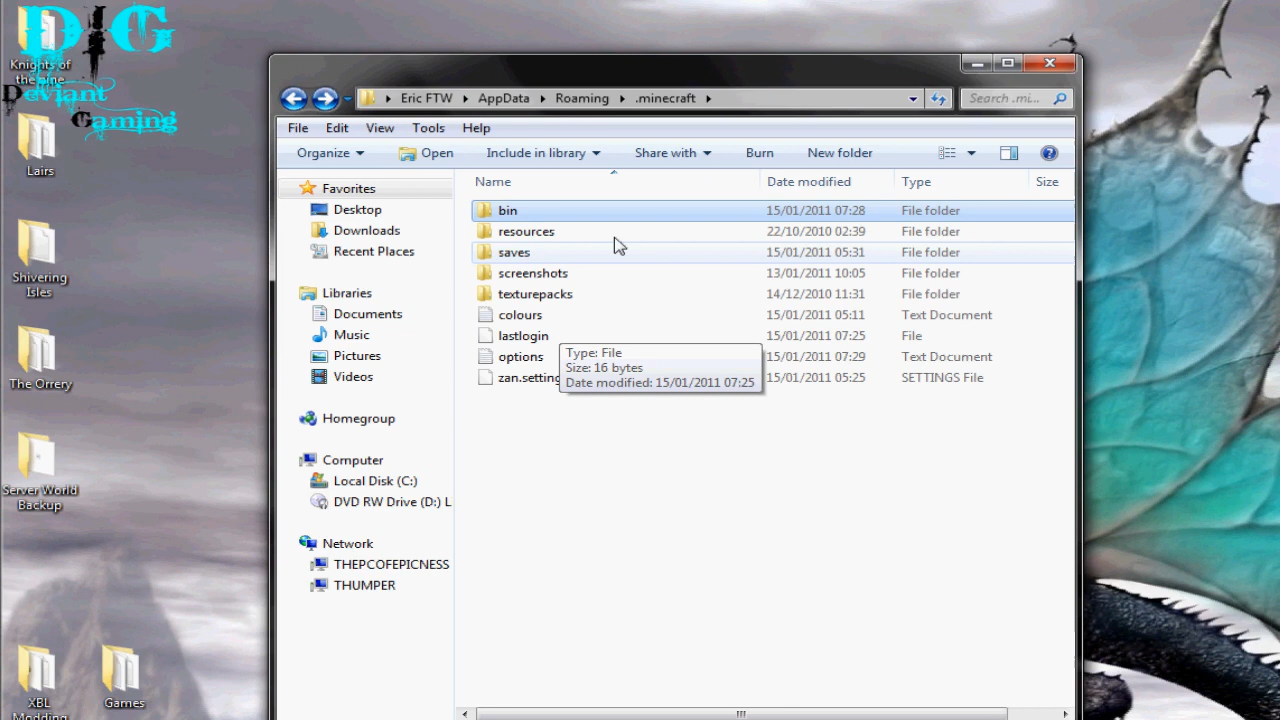 DIG
Deviant
Gaming
Knights of
the Nine
Lairs
Shivering
Isles
The Orrery
Server World
Backup
XBL
Modding
Games
Eric FTW
AppData
Roaming
.minecraft
Search .mi...
File Edit View Tools Help
Organize Open Include in library Share with Burn New folder
Favorites
Desktop
Downloads
Recent Places
Libraries
Documents
Music
Pictures
Videos
Homegroup
Computer
Local Disk (C:)
DVD RW Drive (D:) L
Network
THEPCOFEPICNESS
THUMPER
Name Date modified Type Size
bin 15/01/2011 07:28 File folder
resources 22/10/2010 02:39 File folder
saves 15/01/2011 05:31 File folder
screenshots 13/01/2011 10:05 File folder
texturepacks 14/12/2010 11:31 File folder
colours 15/01/2011 05:11 Text Document
lastlogin 15/01/2011 07:25 File
options 15/01/2011 07:29 Text Document
zan.setting 15/01/2011 05:25 SETTINGS File
Type: File
Size: 16 bytes
Date modified: 15/01/2011 07:25